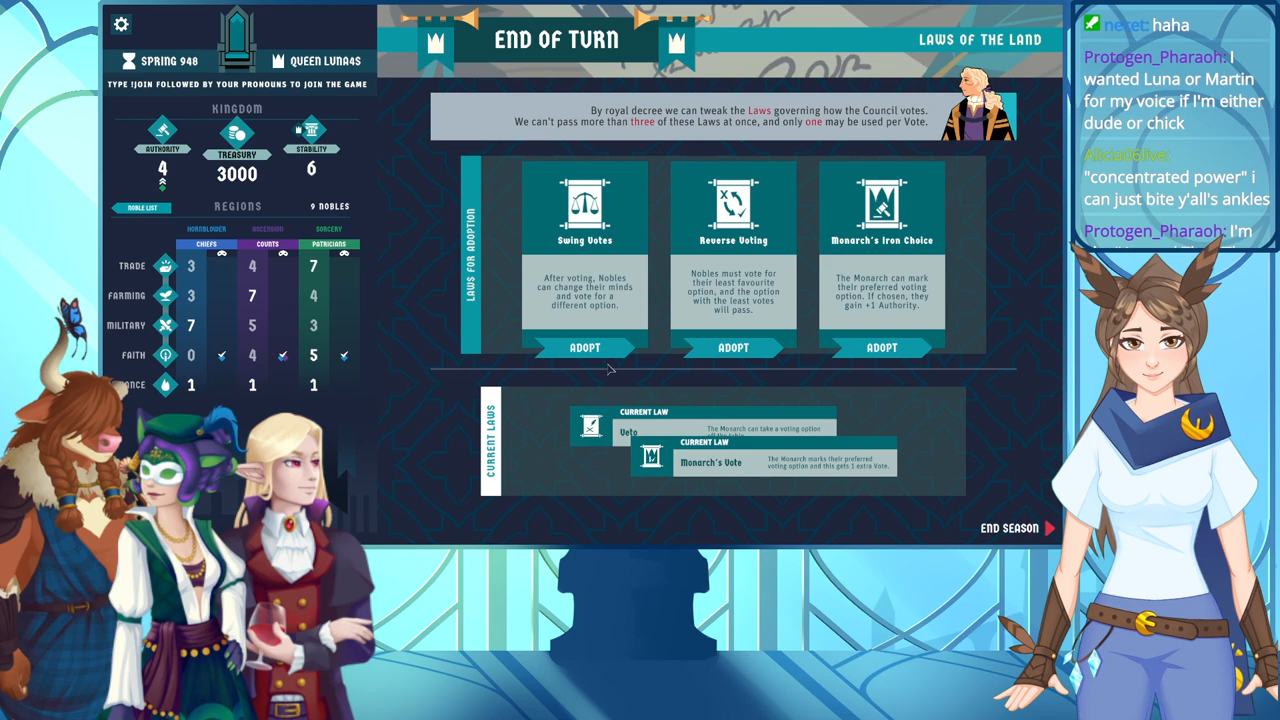 END OF TURN
LAWS OF THE LAND
SPRING 948
QUEEN LUNA4S
TYPE !JOIN FOLLOWED BY YOUR PRONOUNS TO JOIN THE GAME
KINGDOM
AUTHORITY
TREASURY
STABILITY
4
3000
6
NOBLE LIST
REGIONS
9 NOBLES
HORNBLOWER
ASCENSION
SORCERY
CHIEFS
COUNTS
PATRICIANS
TRADE 3 4 7
FARMING 3 7 4
MILITARY 7 5 3
FAITH 0 4 5
1 1 1
By royal decree we can tweak the Laws governing how the Council votes.
We can't pass more than three of these Laws at once, and only one may be used per Vote.
LAWS FOR ADOPTION
Swing Votes
After voting, Nobles
can change their minds
and vote for a
different option.
ADOPT
Reverse Voting
Nobles must vote for
their least favourite
option, and the option
with the least votes
will pass.
ADOPT
Monarch's Iron Choice
The Monarch can mark
their preferred voting
option. If chosen, they
gain +1 Authority.
ADOPT
CURRENT LAWS
CURRENT LAW
Veto
The Monarch can take a voting option
CURRENT LAW
Monarch's Vote
The Monarch marks their preferred
voting option and this gets 1 extra Vote.
END SEASON
haha
Protogen_Pharaoh: I
wanted Luna or Martin
for my voice if I'm either
dude or chick
Alicia06live:
"concentrated power" i
can just bite y'all's ankles
Protogen_Pharaoh: I'm